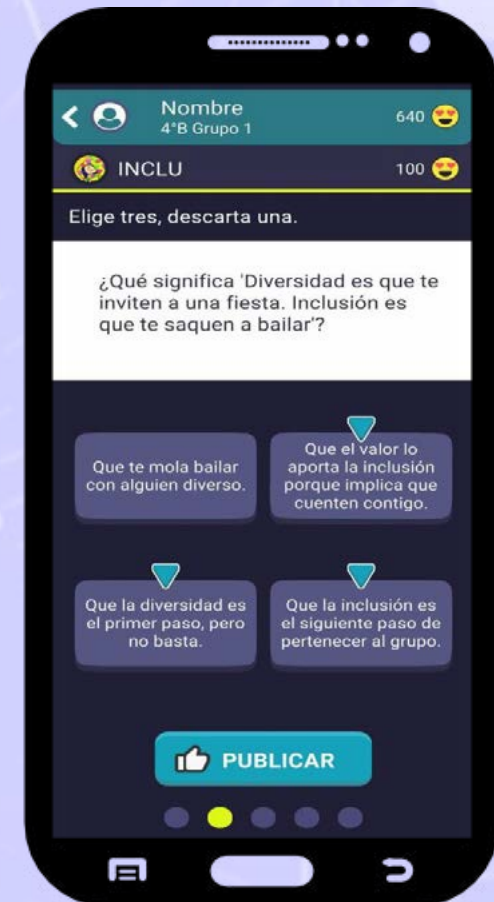 Nombre
4°B Grupo 1
640
INCLU
100
Elige tres, descarta una.
¿Qué significa 'Diversidad es que te
inviten a una fiesta. Inclusión es
que te saquen a bailar'?
Que te mola bailar
con alguien diverso.
Que el valor lo
aporta la inclusión
porque implica que
cuenten contigo.
Que la diversidad es
el primer paso, pero
no basta.
Que la inclusión es
el siguiente paso de
pertenecer al grupo.
PUBLICAR